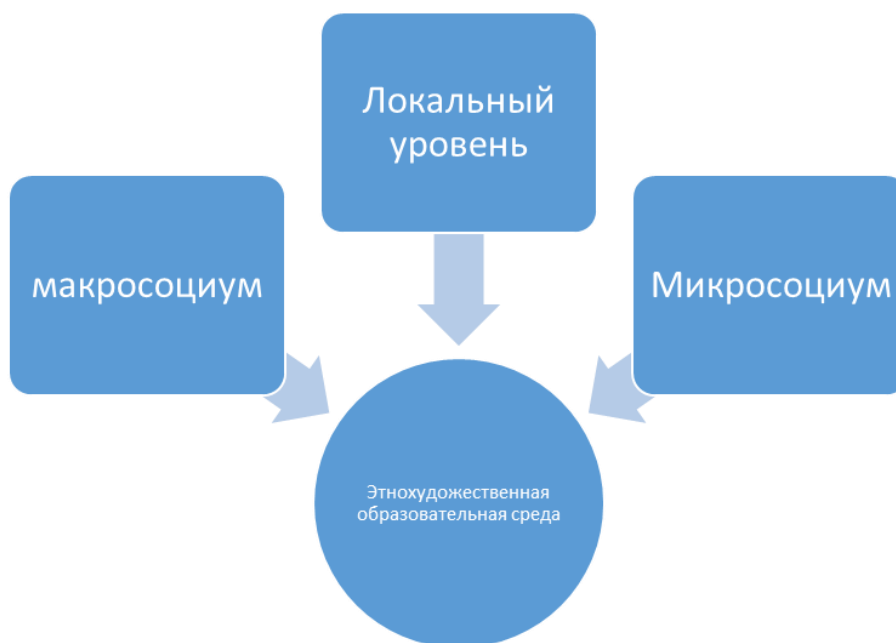 Локальный
уровень
макросоциум
Микросоциум
Этнохудожественная
образовательная среда